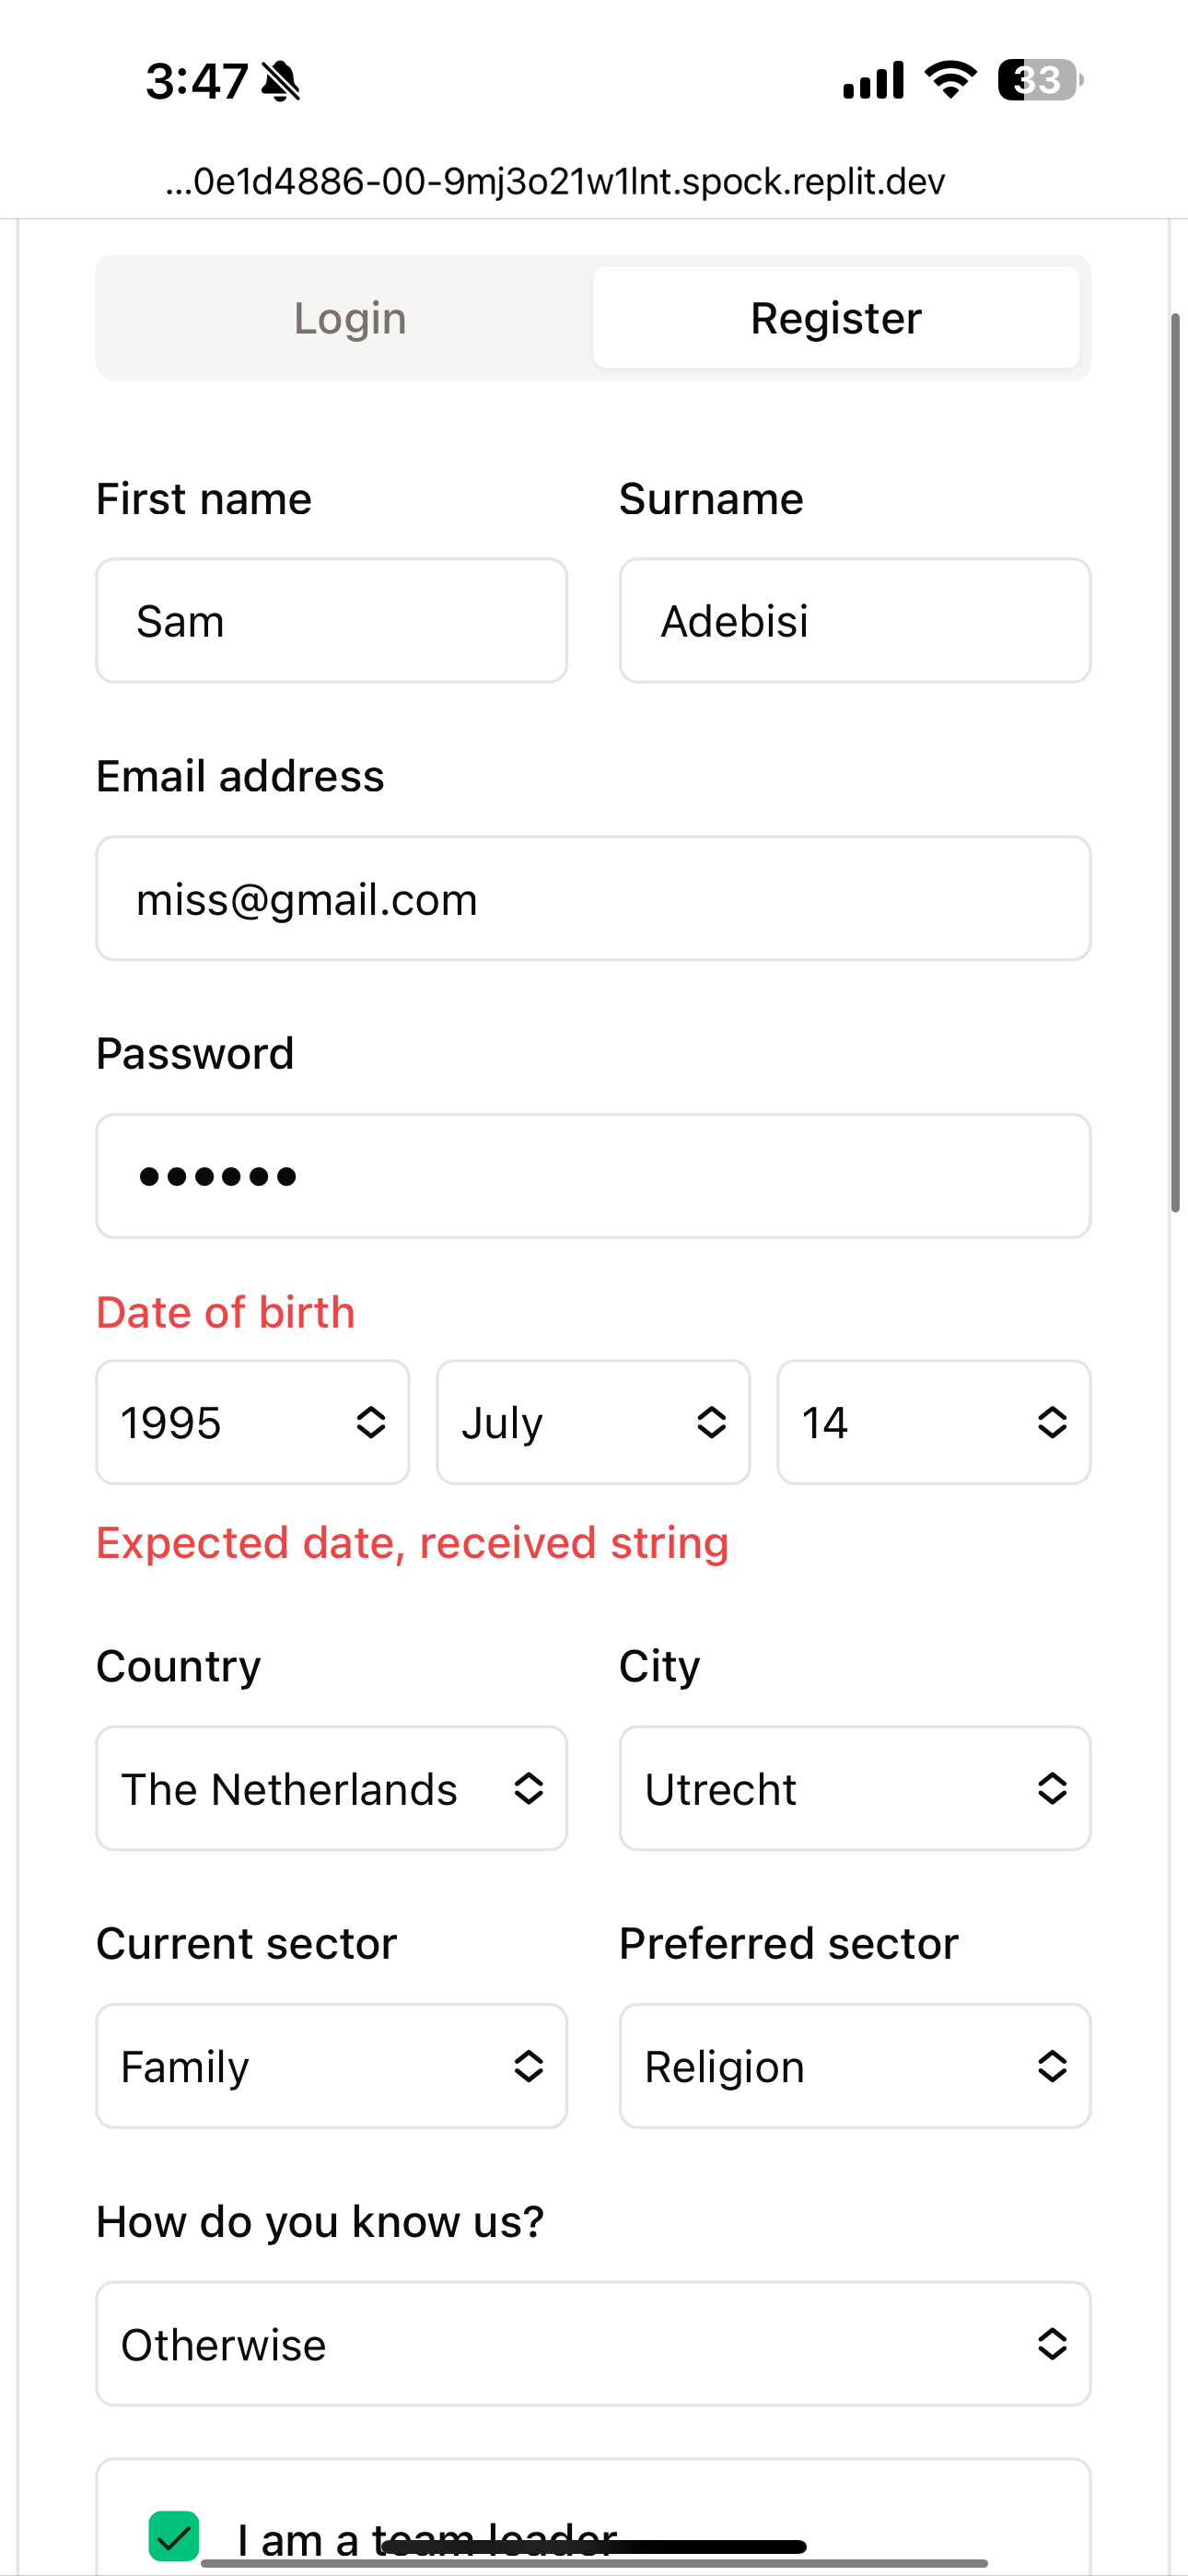 3:47
33
...0e1d4886-00-9mj3o21w1lnt.spock.replit.dev
Login Register
First name Surname
Sam Adebisi
Email address
miss@gmail.com
Password
Date of birth
1995 July 14
Expected date, received string
Country City
The Netherlands Utrecht
Current sector Preferred sector
Family Religion
How do you know us?
Otherwise
I am a team leader